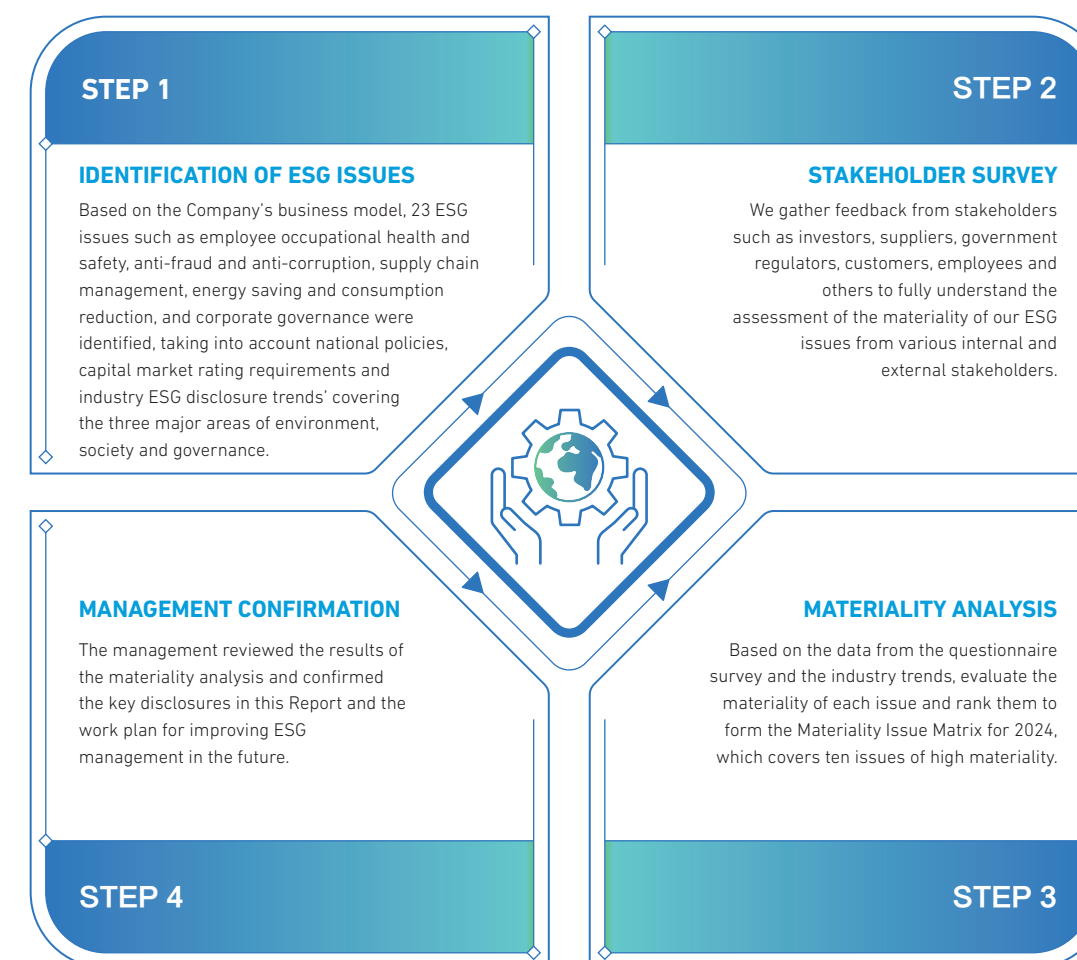 STEP 1
IDENTIFICATION OF ESG ISSUES
Based on the Company's business model, 23 ESG
issues such as employee occupational health and
safety, anti-fraud and anti-corruption, supply chain
management, energy saving and consumption
reduction, and corporate governance were
identified, taking into account national policies,
capital market rating requirements and
industry ESG disclosure trends' covering
the three major areas of environment,
society and governance.
STEP 2
STAKEHOLDER SURVEY
We gather feedback from stakeholders
such as investors, suppliers, government
regulators, customers, employees and
others to fully understand the
assessment of the materiality of our ESG
issues from various internal and
external stakeholders.
MATERIALITY ANALYSIS
Based on the data from the questionnaire
survey and the industry trends, evaluate the
materiality of each issue and rank them to
form the Materiality Issue Matrix for 2024,
which covers ten issues of high materiality.
STEP 3
MANAGEMENT CONFIRMATION
The management reviewed the results of
the materiality analysis and confirmed
the key disclosures in this Report and the
work plan for improving ESG
management in the future.
STEP 4